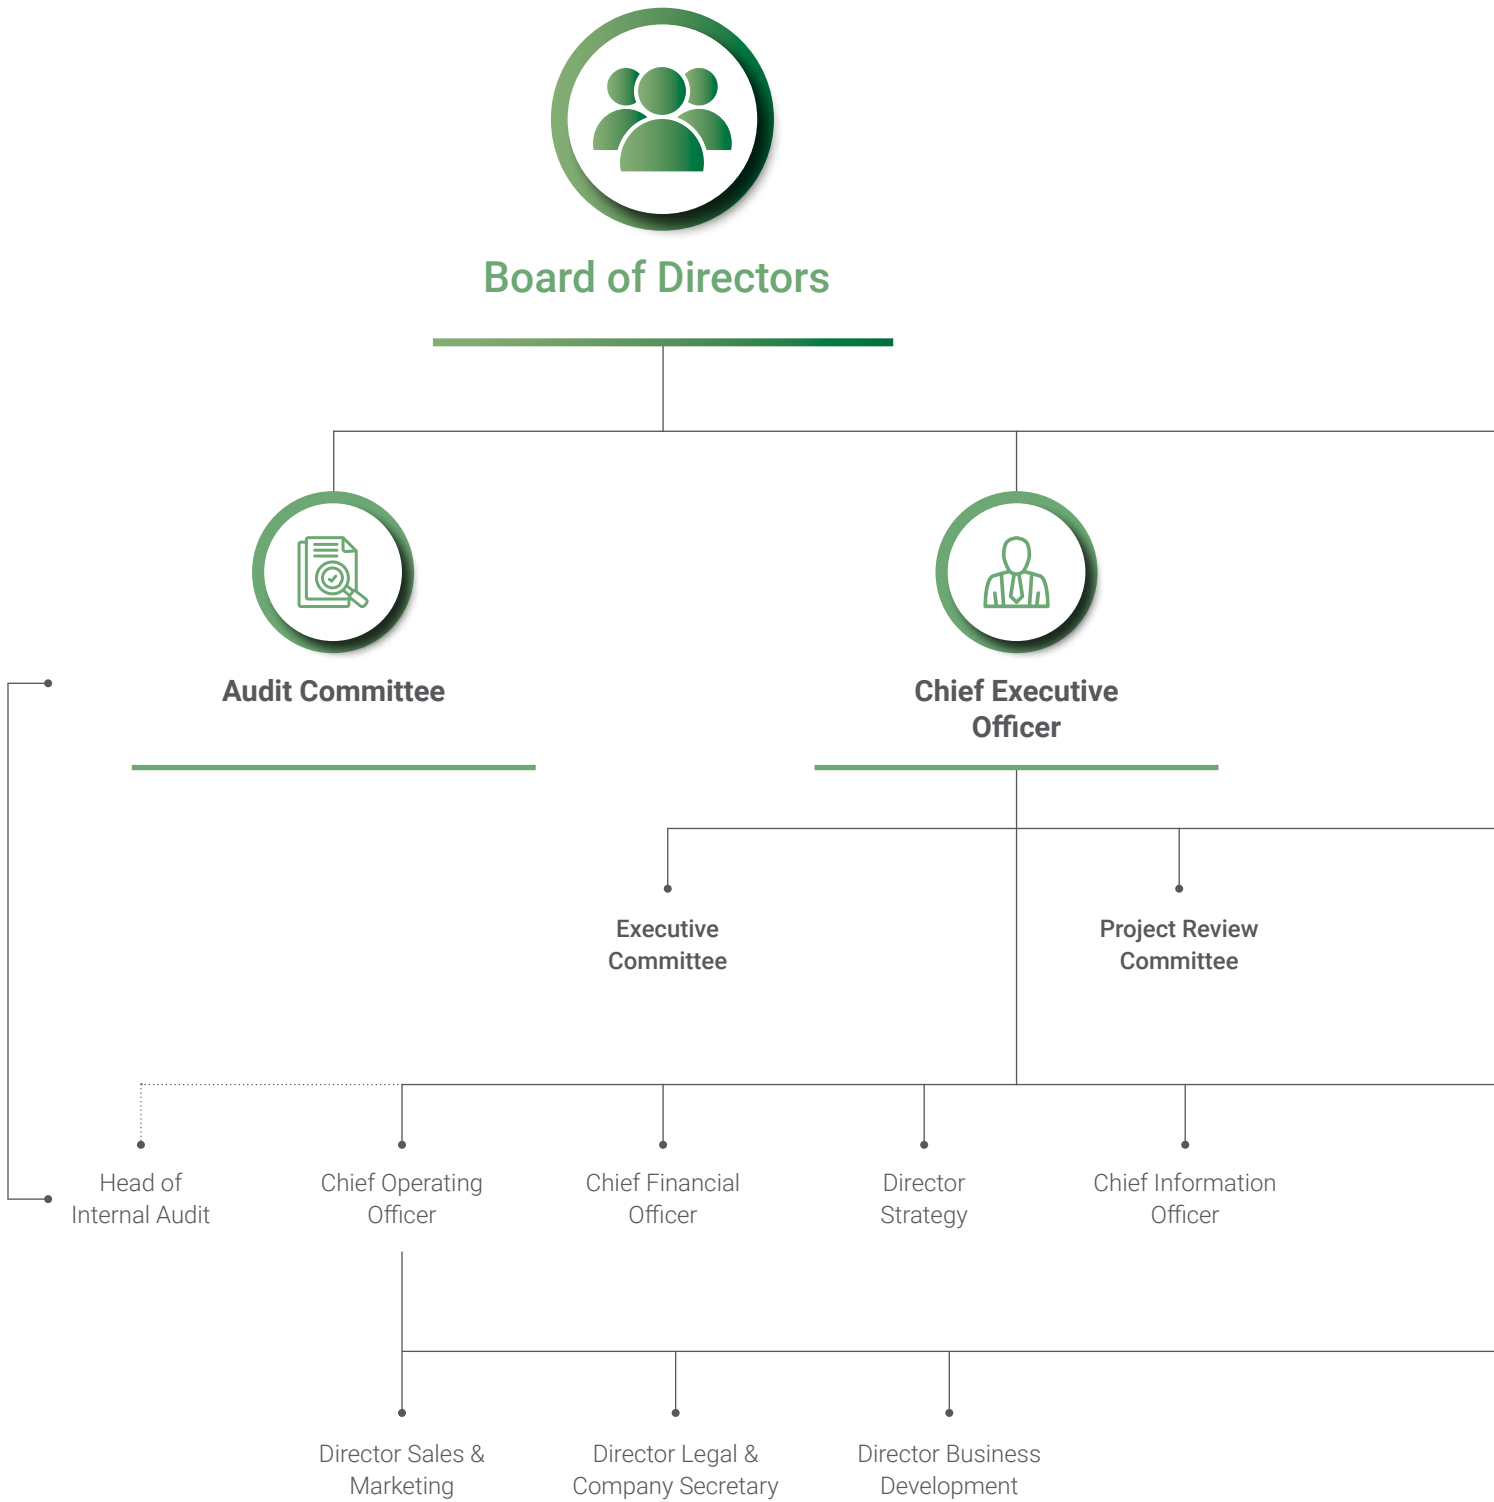 Board of Directors
Audit Committee
Chief Executive
Officer
Executive
Committee
Project Review
Committee
Head of
Internal Audit
Chief Operating
Officer
Chief Financial
Officer
Director
Strategy
Chief Information
Officer
Director Sales &
Marketing
Director Legal &
Company Secretary
Director Business
Development